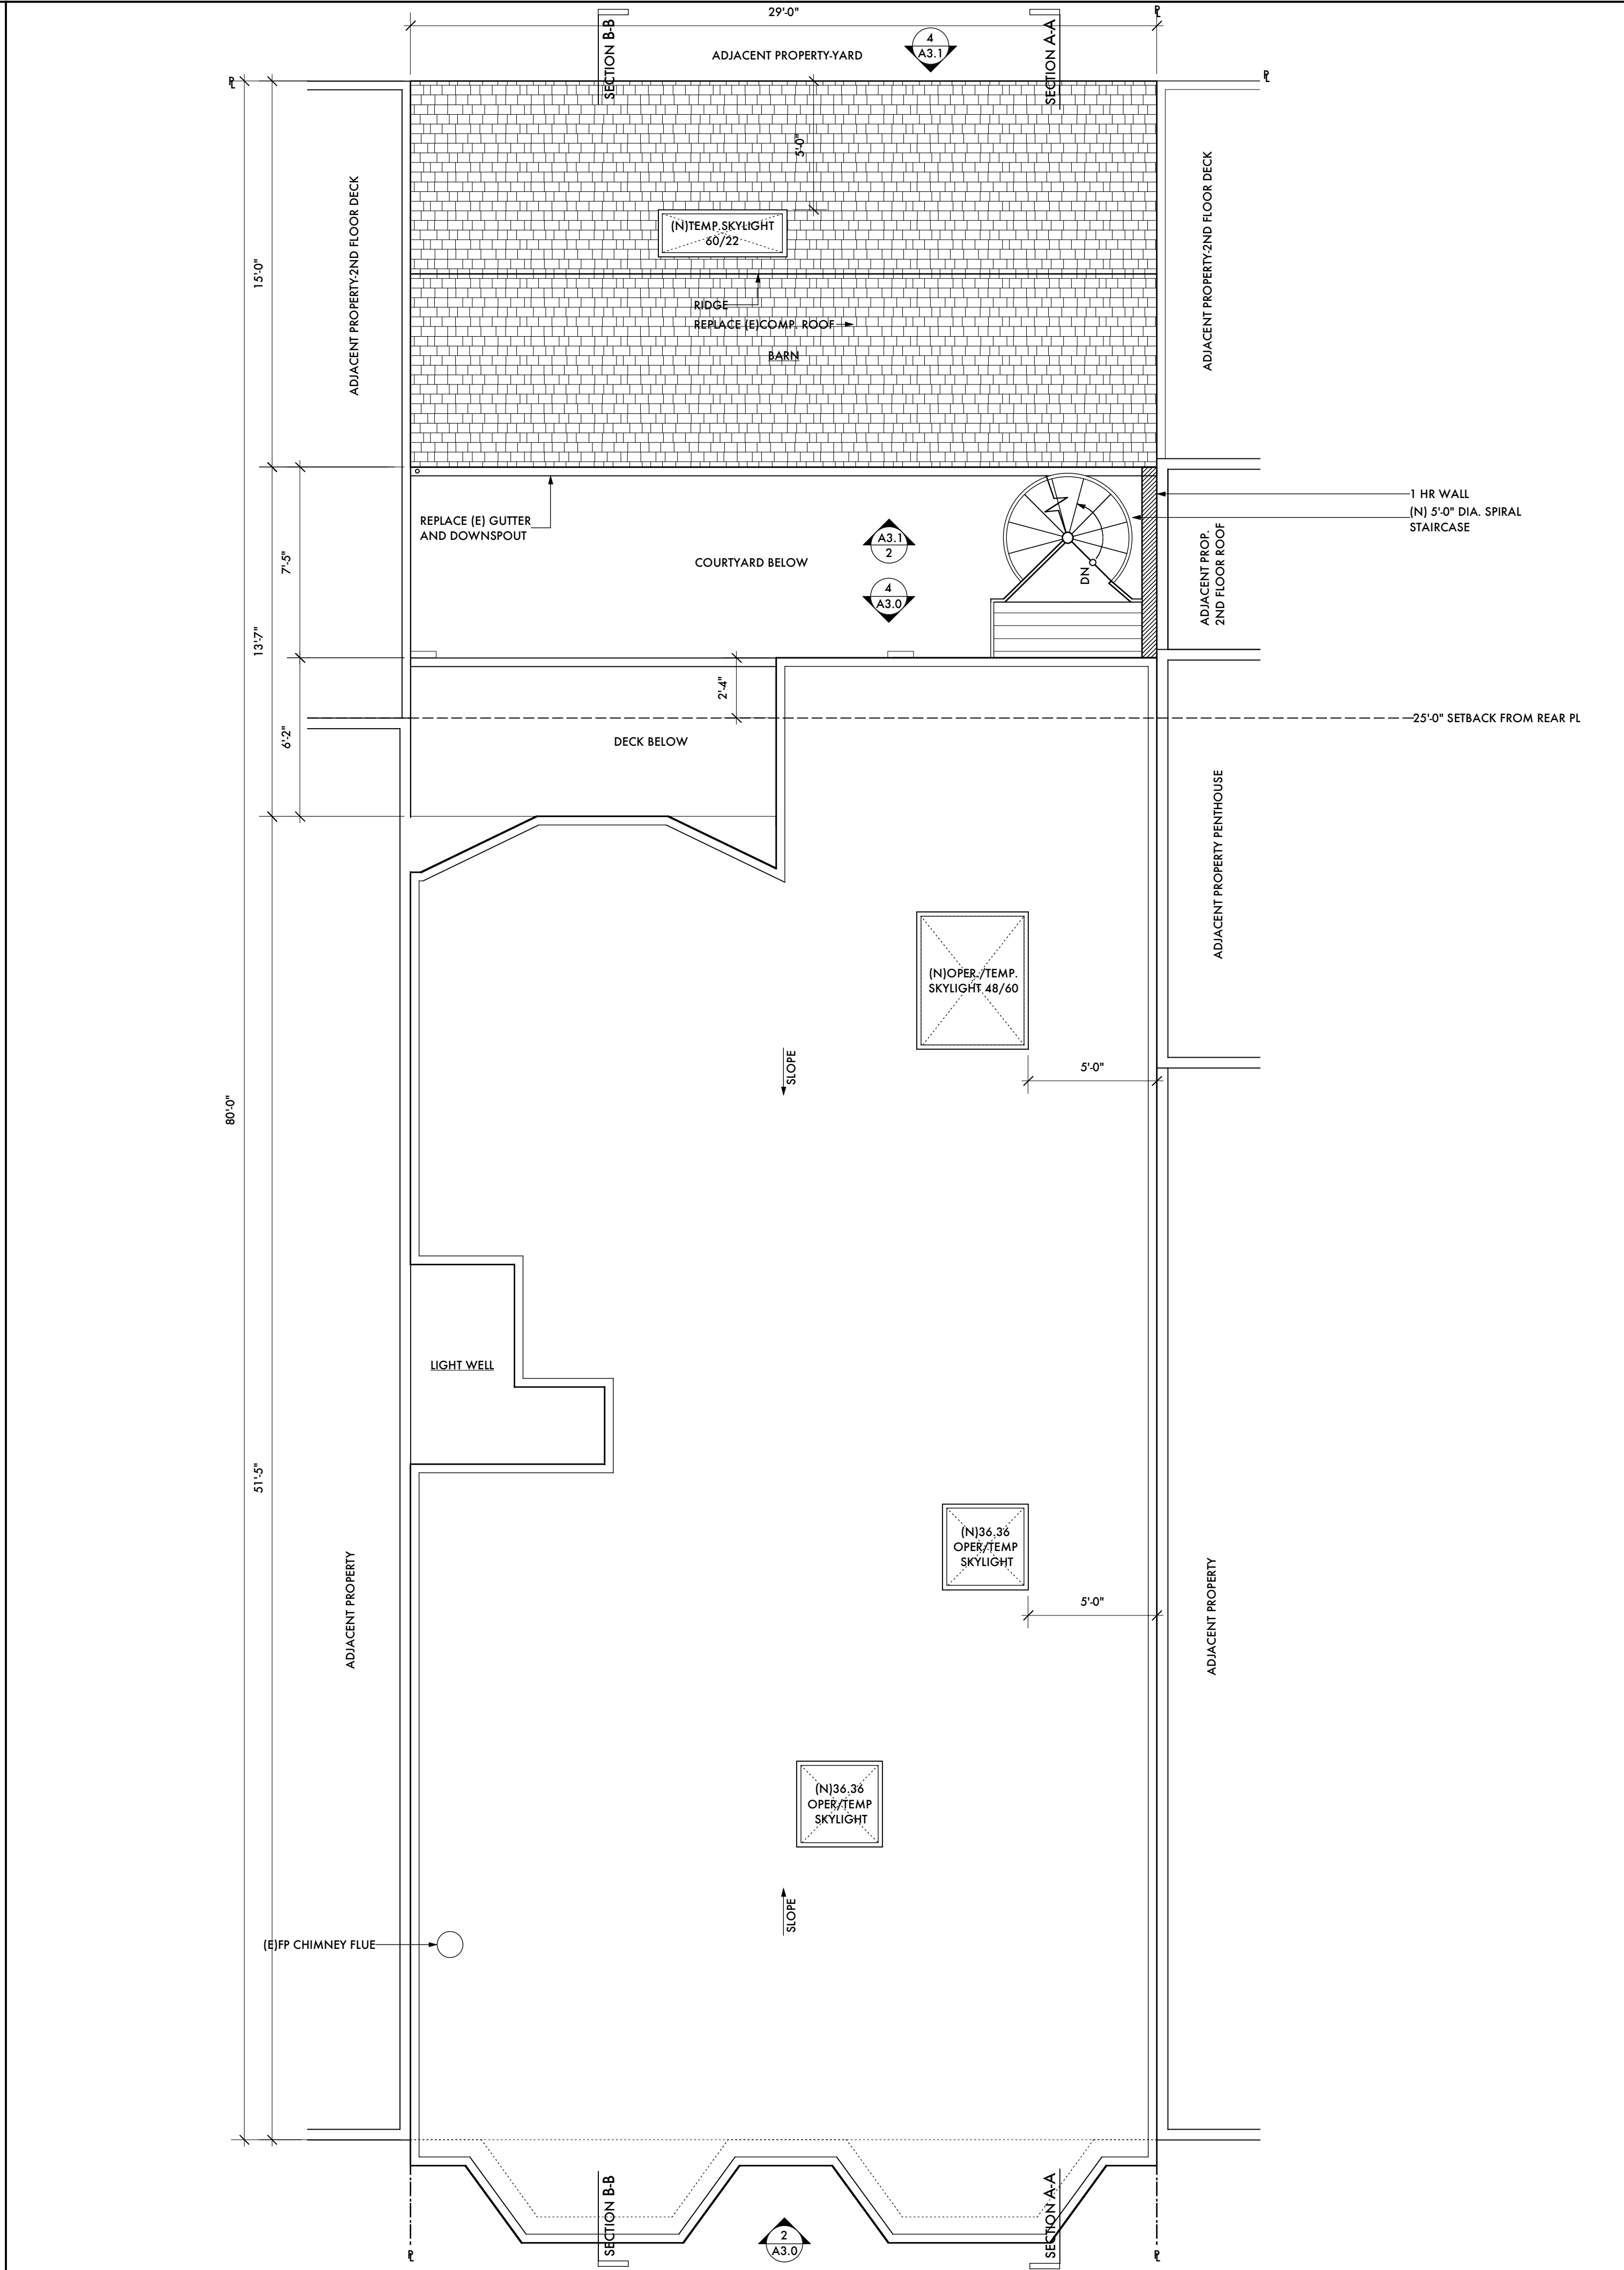 29'-0"
PL
SECTION B-B
SECTION A-A
4
A3.1
ADJACENT PROPERTY-YARD
PL
PL
5'-0"
ADJACENT PROPERTY-2ND FLOOR DECK
ADJACENT PROPERTY-2ND FLOOR DECK
(N)TEMP.SKYLIGHT
60/22
15'-0"
RIDGE
REPLACE (E)COMP. ROOF
BARN
1 HR WALL
(N) 5'-0" DIA. SPIRAL
STAIRCASE
REPLACE (E) GUTTER
AND DOWNSPOUT
A3.1
2
COURTYARD BELOW
7'-5"
DN
ADJACENT PROP.
2ND FLOOR ROOF
4
A3.0
13'-7"
2'-4"
25'-0" SETBACK FROM REAR PL
6'-2"
DECK BELOW
ADJACENT PROPERTY PENTHOUSE
(N)OPER./TEMP.
SKYLIGHT 48/60
SLOPE
5'-0"
80'-0"
LIGHT WELL
51'-5"
(N)36.36
OPER/TEMP
SKYLIGHT
5'-0"
ADJACENT PROPERTY
ADJACENT PROPERTY
(N)36.36
OPER/TEMP
SKYLIGHT
SLOPE
(E)FP CHIMNEY FLUE
SECTION B-B
SECTION A-A
2
A3.0
PL
PL